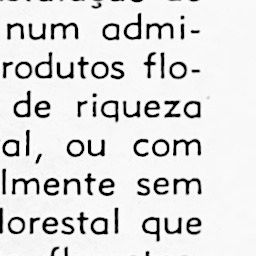 num admi-
rodutos flo-
de riqueza
al, ou com
lmente sem
lorestal que